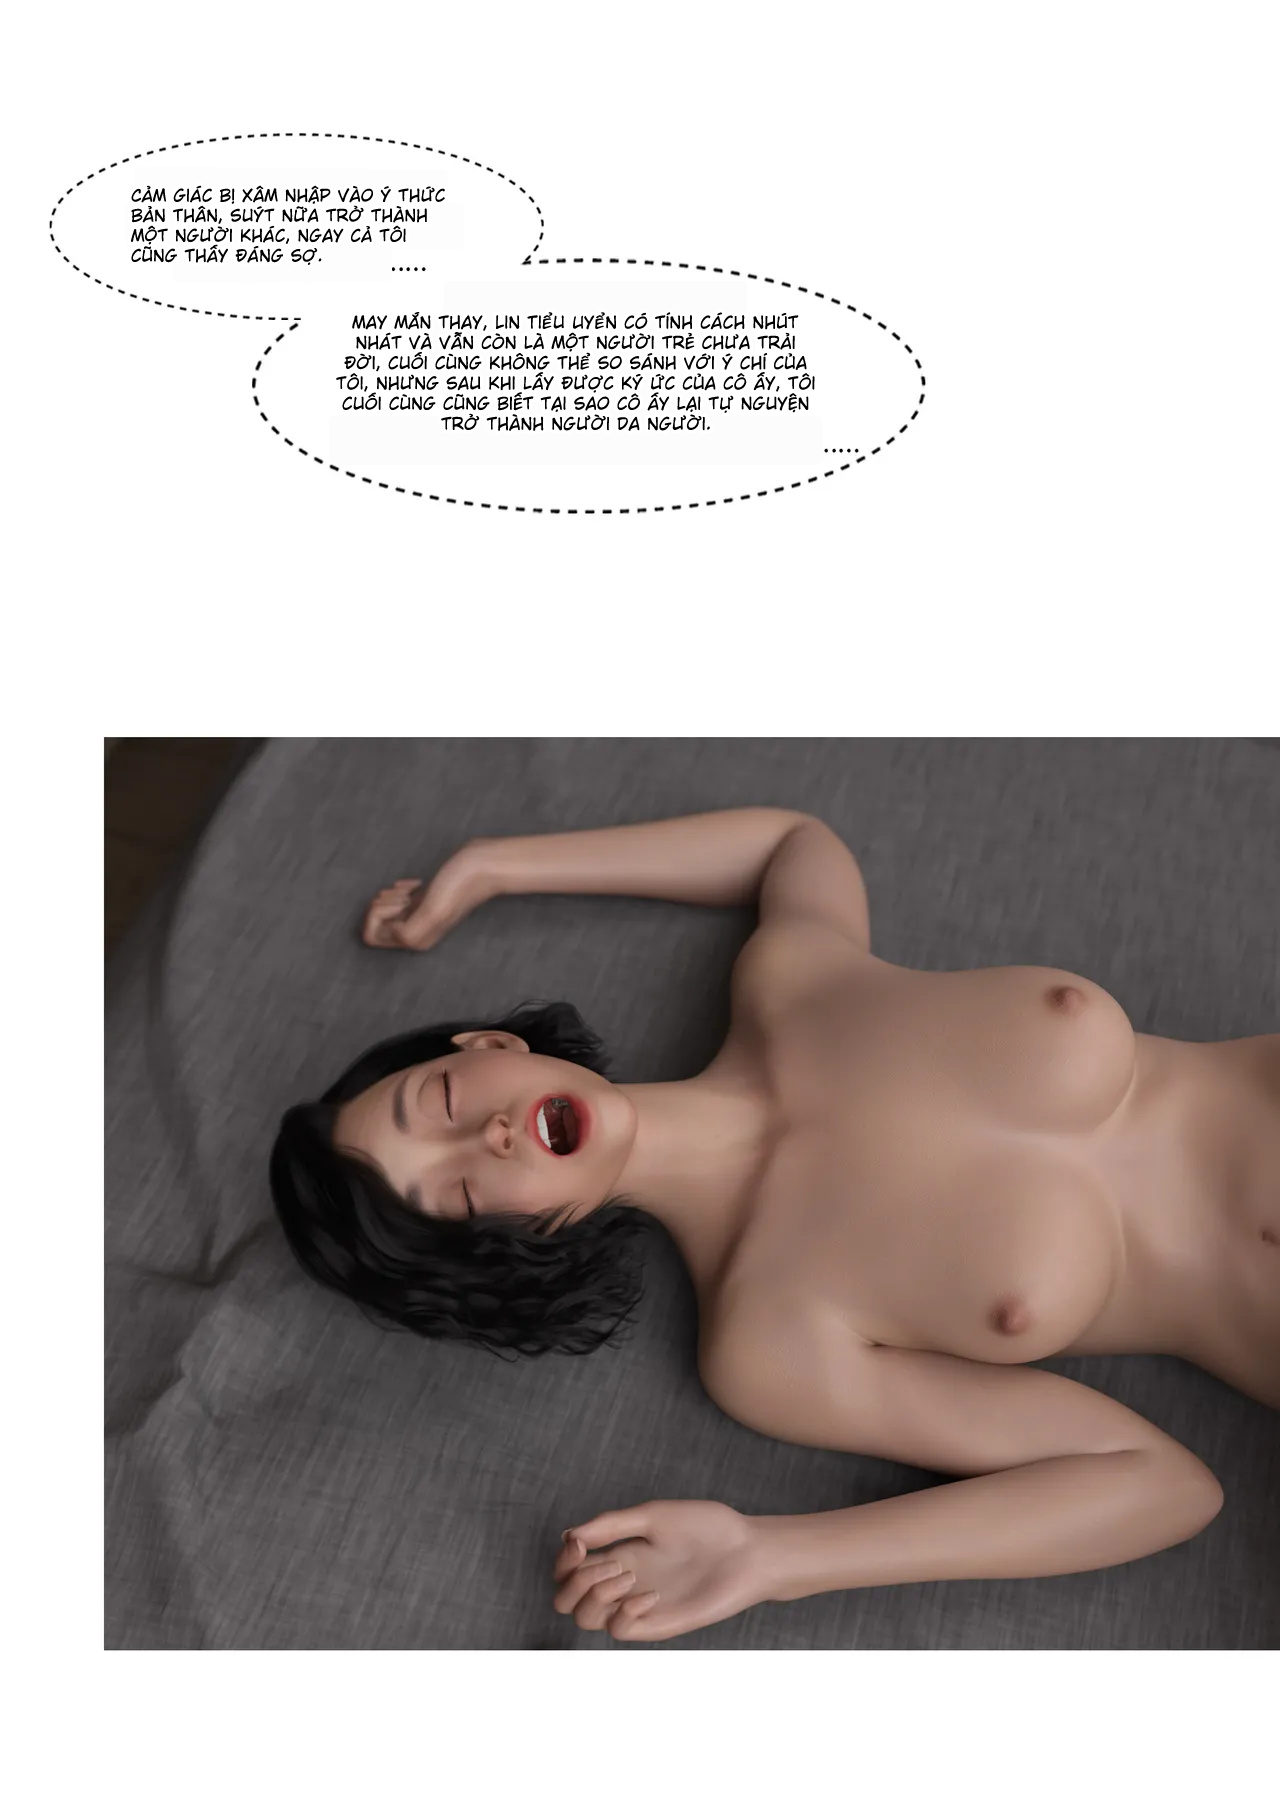 CẢM GIÁC BỊ XÂM NHẬP VÀO Ý THỨC
BẢN THÂN, SUÝT NỮA TRỞ THÀNH
MỘT NGƯỜI KHÁC, NGAY CẢ TÔI
CŨNG THẤY ĐÁNG SỢ.
.....
MAY MẮN THAY, LIN TIỂU UYỂN CÓ TÍNH CÁCH NHÚT
NHÁT VÀ VẪN CÒN LÀ MỘT NGƯỜI TRẺ CHƯA TRẢI
ĐỜI, CUỐI CÙNG KHÔNG THỂ SO SÁNH VỚI Ý CHÍ CỦA
TÔI, NHƯNG SAU KHI LẤY ĐƯỢC KÝ ỨC CỦA CÔ ẤY, TÔI
CUỐI CÙNG CŨNG BIẾT TẠI SAO CÔ ẤY LẠI TỰ NGUYỆN
TRỞ THÀNH NGƯỜI DA NGƯỜI.
.....